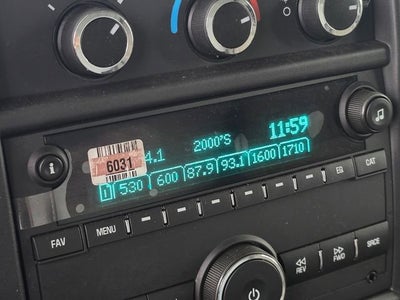 4.1 2000'S 11:59
6031
1 530 600 87.9 93.1 1600 1710
EQ CAT
FAV MENU
REV FWD